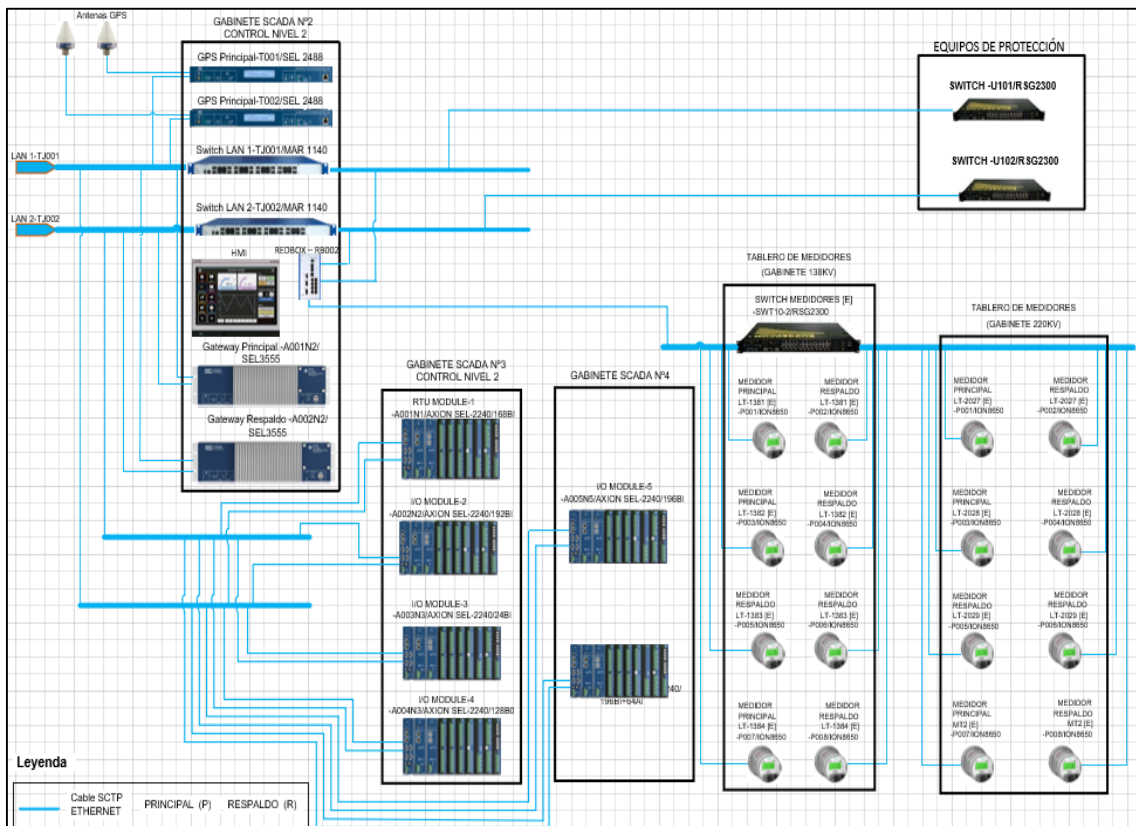 Antenas GPS
GABINETE SCADA Nº2
CONTROL NIVEL 2
GPS Principal-T001/SEL 2488
GPS Principal-T002/SEL 2488
LAN 1-TJ001
Switch LAN 1-TJ001/MAR 1140
LAN 2-TJ002
Switch LAN 2-TJ002/MAR 1140
HMI
REDBOX – RB002
Gateway Principal -A001N2/
SEL3555
Gateway Respaldo -A002N2/
SEL3555
EQUIPOS DE PROTECCIÓN
SWITCH -U101/RSG2300
SWITCH -U102/RSG2300
GABINETE SCADA Nº3
CONTROL NIVEL 2
RTU MODULE-1
-A001N1/AXION SEL-2240/168BI
I/O MODULE-2
-A002N2/AXION SEL-2240/192BI
I/O MODULE-3
-A003N3/AXION SEL-2240/24BI
I/O MODULE-4
-A004N3/AXION SEL-2240/128B0
GABINETE SCADA Nº4
I/O MODULE-5
-A005N5/AXION SEL-2240/196BI
240/
196BI+64AI
TABLERO DE MEDIDORES
(GABINETE 138KV)
SWITCH MEDIDORES [E]
-SWT10-2/RSG2300
MEDIDOR
PRINCIPAL
LT-1381 [E]
-P001/ION8650
MEDIDOR
RESPALDO
LT-1381 [E]
-P002/ION8650
MEDIDOR
PRINCIPAL
LT-1382 [E]
-P003/ION8650
MEDIDOR
RESPALDO
LT-1382 [E]
-P004/ION8650
MEDIDOR
RESPALDO
LT-1383 [E]
-P005/ION8650
MEDIDOR
RESPALDO
LT-1383 [E]
-P006/ION8650
MEDIDOR
PRINCIPAL
LT-1384 [E]
-P007/ION8650
MEDIDOR
RESPALDO
LT-1384 [E]
-P008/ION8650
TABLERO DE MEDIDORES
(GABINETE 220KV)
MEDIDOR
PRINCIPAL
LT-2027 [E]
-P001/ION8650
MEDIDOR
RESPALDO
LT-2027 [E]
-P002/ION8650
MEDIDOR
PRINCIPAL
LT-2028 [E]
-P003/ION8650
MEDIDOR
RESPALDO
LT-2028 [E]
-P004/ION8650
MEDIDOR
RESPALDO
LT-2029 [E]
-P005/ION8650
MEDIDOR
RESPALDO
LT-2029 [E]
-P006/ION8650
MEDIDOR
PRINCIPAL
MT2 [E]
-P007/ION8650
MEDIDOR
RESPALDO
MT2 [E]
-P008/ION8650
Leyenda
Cable SCTP
ETHERNET
PRINCIPAL (P)
RESPALDO (R)